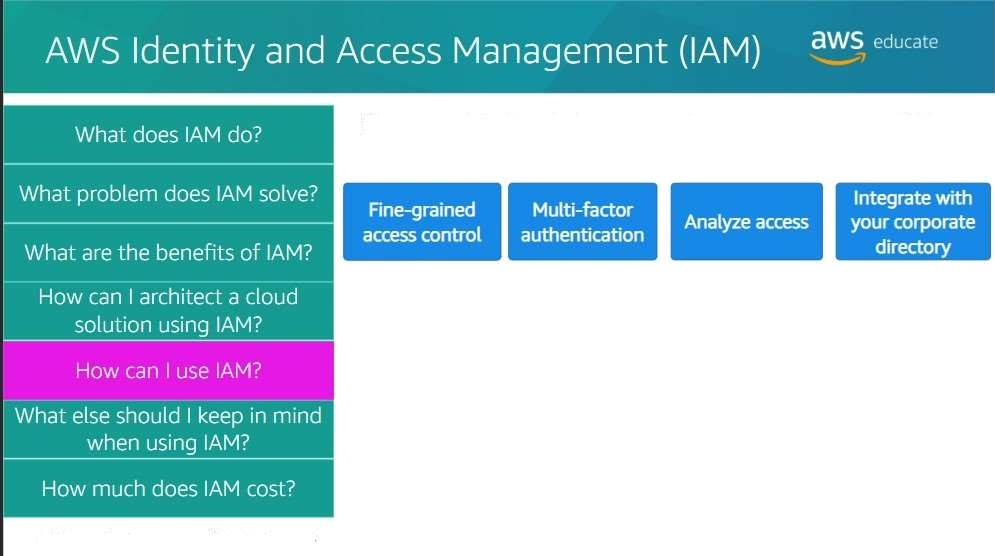 AWS Identity and Access Management (IAM)
aws educate
What does IAM do?
What problem does IAM solve?
What are the benefits of IAM?
How can I architect a cloud
solution using IAM?
How can I use IAM?
What else should I keep in mind
when using IAM?
How much does IAM cost?
Fine-grained
access control
Multi-factor
authentication
Analyze access
Integrate with
your corporate
directory